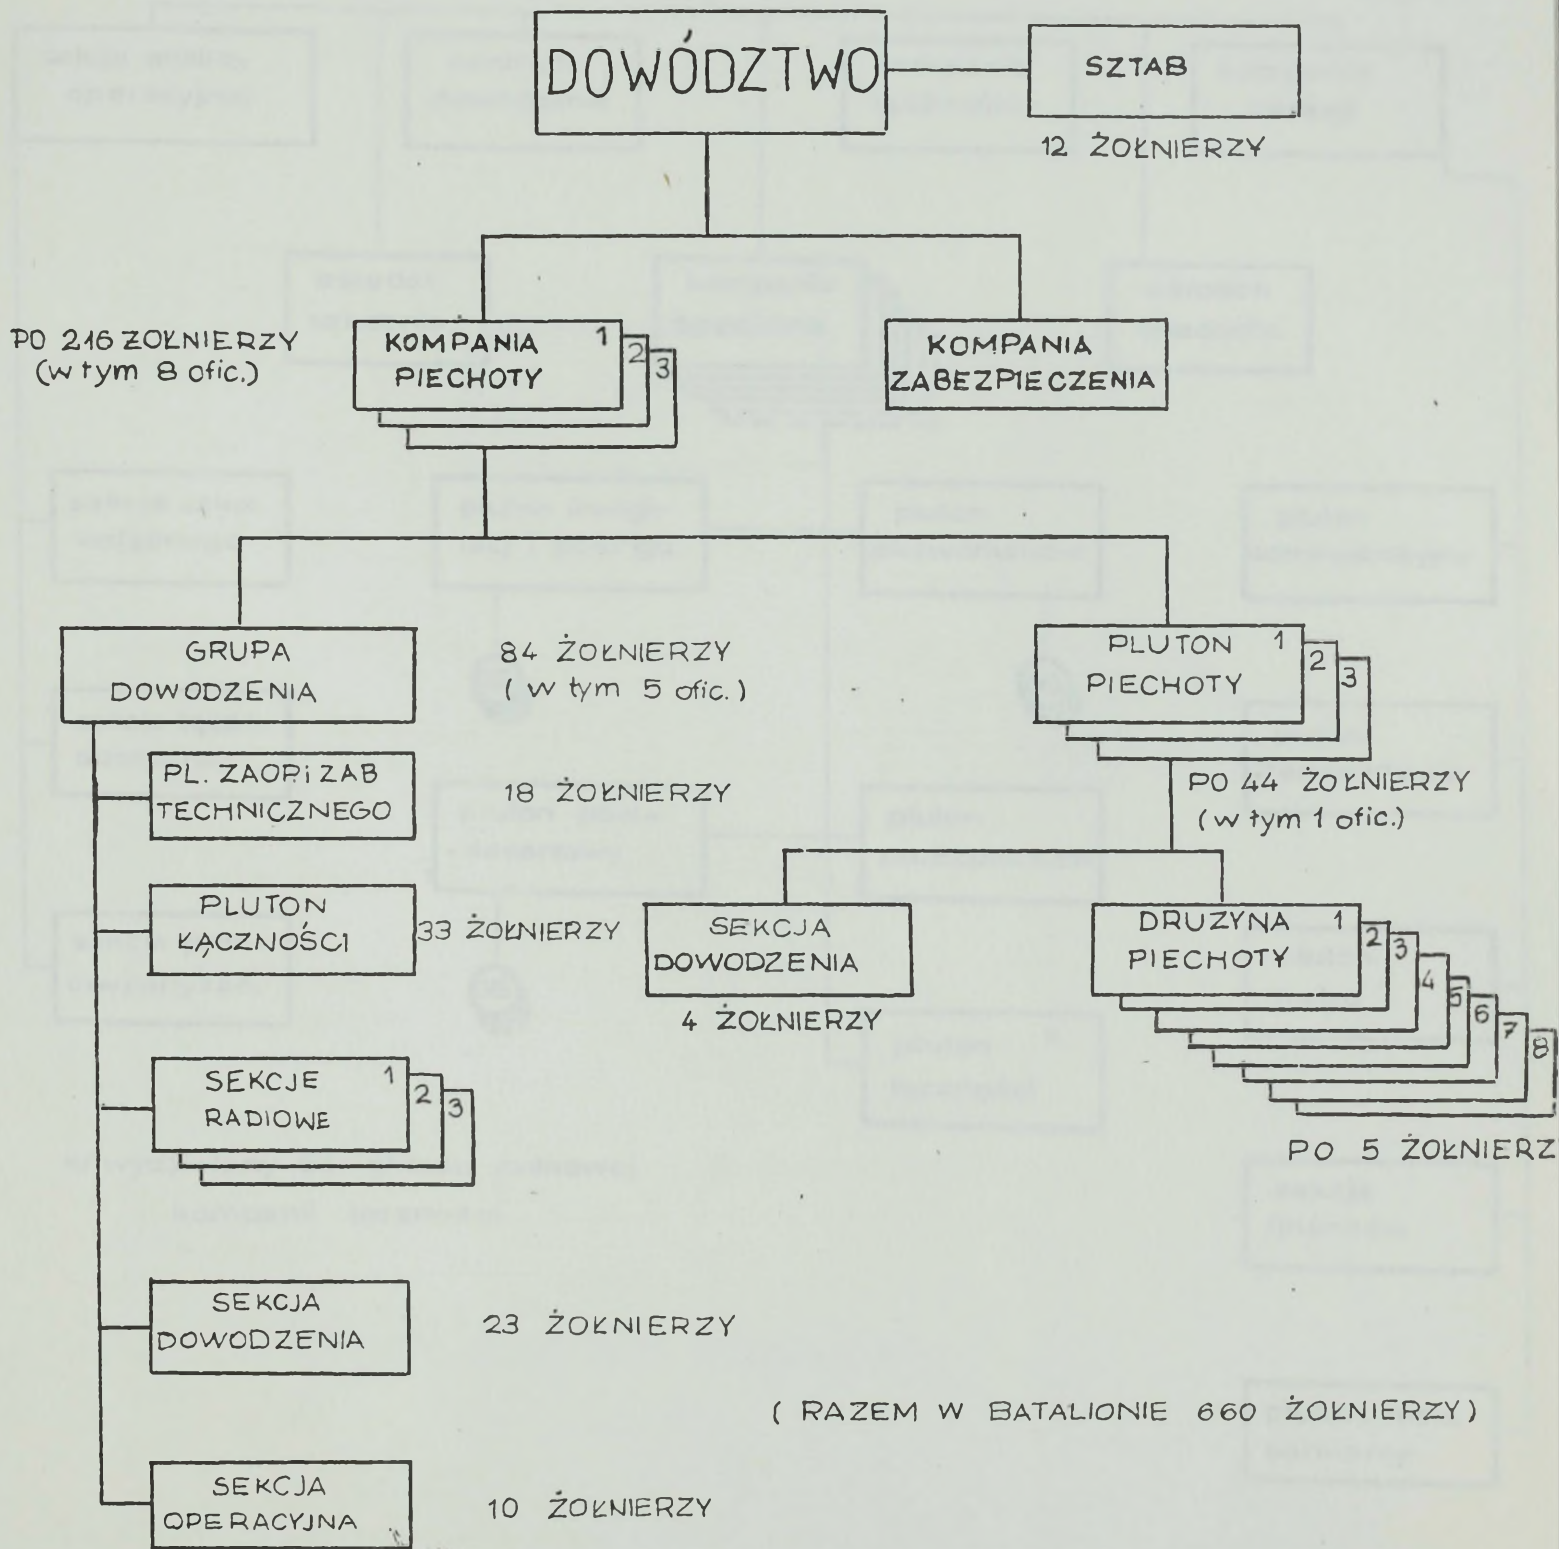 DOWÓDZTWO
SZTAB
12 ŻOŁNIERZY
PO 216 ŻOŁNIERZY
(w tym 8 ofic.)
KOMPANIA 1
PIECHOTY
2
3
KOMPANIA
ZABEZPIECZENIA
GRUPA
DOWODZENIA
84 ŻOŁNIERZY
(w tym 5 ofic.)
PLUTON 1
PIECHOTY
2
3
PO 44 ŻOŁNIERZY
(w tym 1 ofic.)
PL. ZAOP. i ZAB
TECHNICZNEGO
18 ŻOŁNIERZY
PLUTON
ŁĄCZNOŚCI
33 ŻOŁNIERZY
SEKCJA
DOWODZENIA
4 ŻOŁNIERZY
DRUŻYNA 1
PIECHOTY
2
3
4
5
6
7
8
PO 5 ŻOŁNIERZ
SEKCJE 1
RADIOWE
2
3
SEKCJA
DOWODZENIA
23 ŻOŁNIERZY
(RAZEM W BATALIONIE 660 ŻOŁNIERZY)
SEKCJA
OPERACYJNA
10 ŻOŁNIERZY